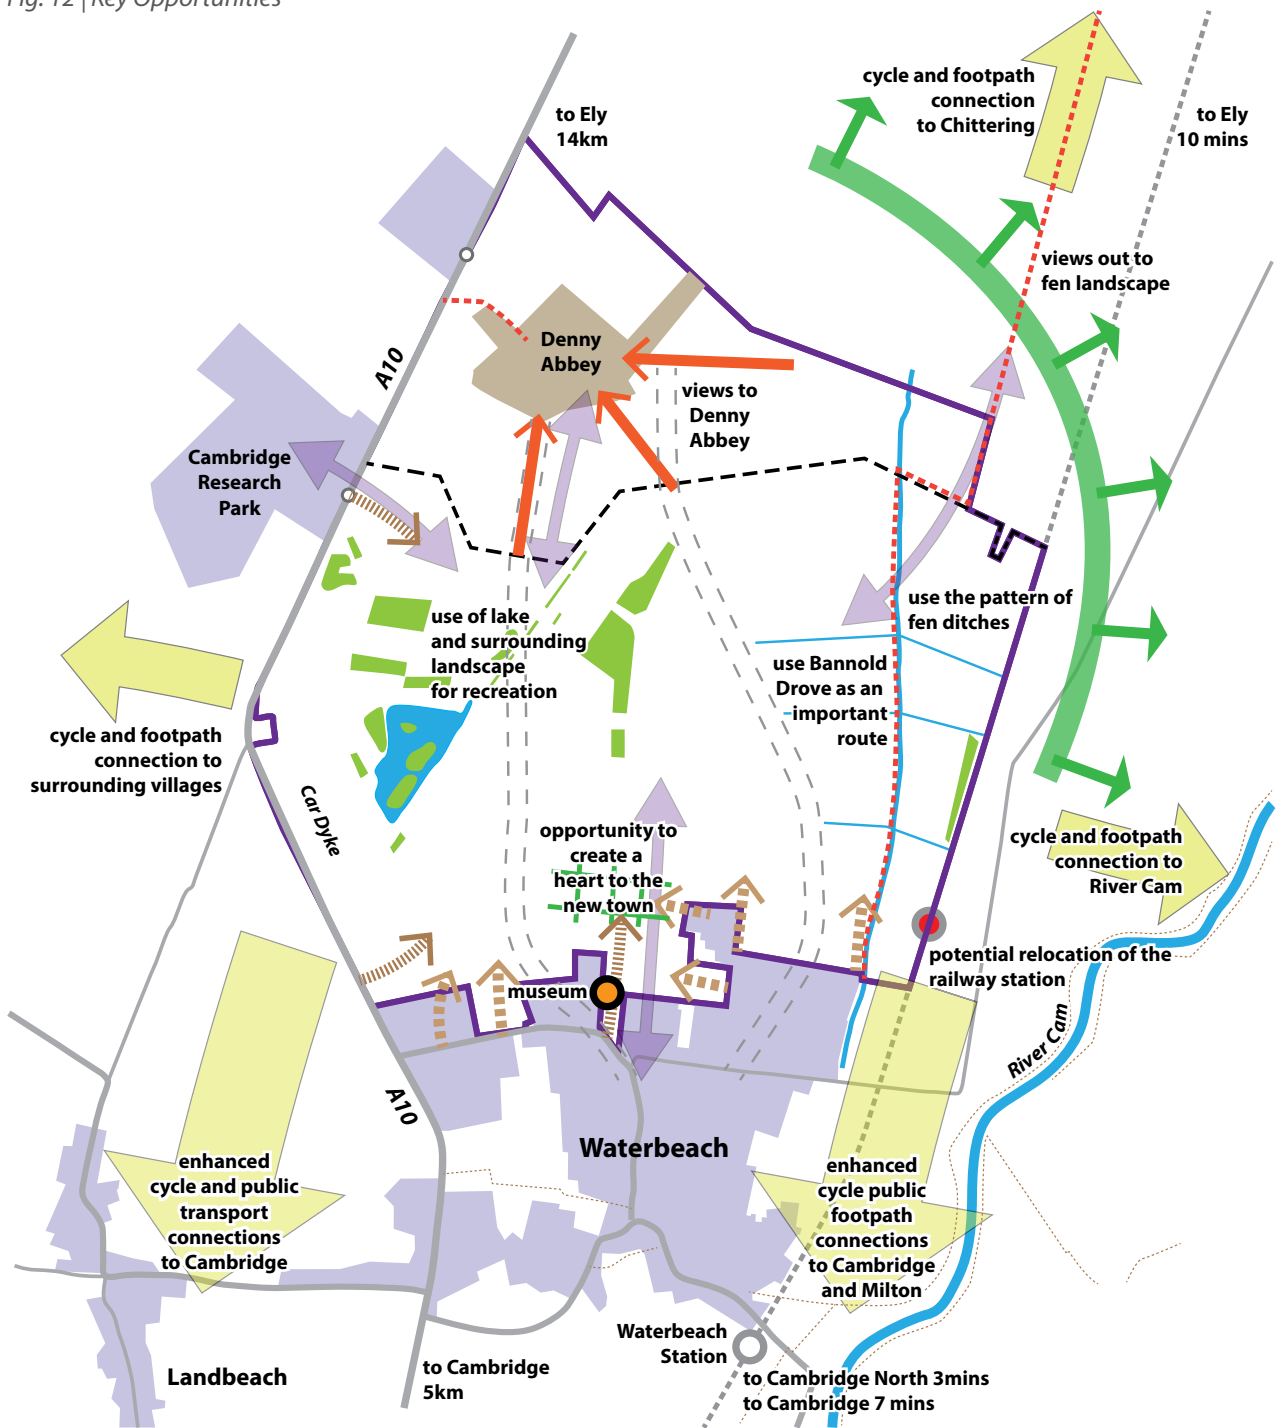 Fig. 12 | Key Opportunities
to Ely
14km
cycle and footpath
connection
to Chittering
to Ely
10 mins
views out to
fen landscape
A10
Denny
Abbey
views to
Denny
Abbey
Cambridge
Research
Park
use of lake
and surrounding
landscape
for recreation
use the pattern of
fen ditches
use Bannold
Drove as an
important
route
cycle and footpath
connection to
surrounding villages
Car Dyke
opportunity to
create a
heart to the
new town
cycle and footpath
connection to
River Cam
museum
potential relocation of the
railway station
River Cam
A10
Waterbeach
enhanced
cycle and public
transport
connections
to Cambridge
enhanced
cycle public
footpath
connections
to Cambridge
and Milton
Waterbeach
Station
Landbeach
to Cambridge
5km
to Cambridge North 3mins
to Cambridge 7 mins